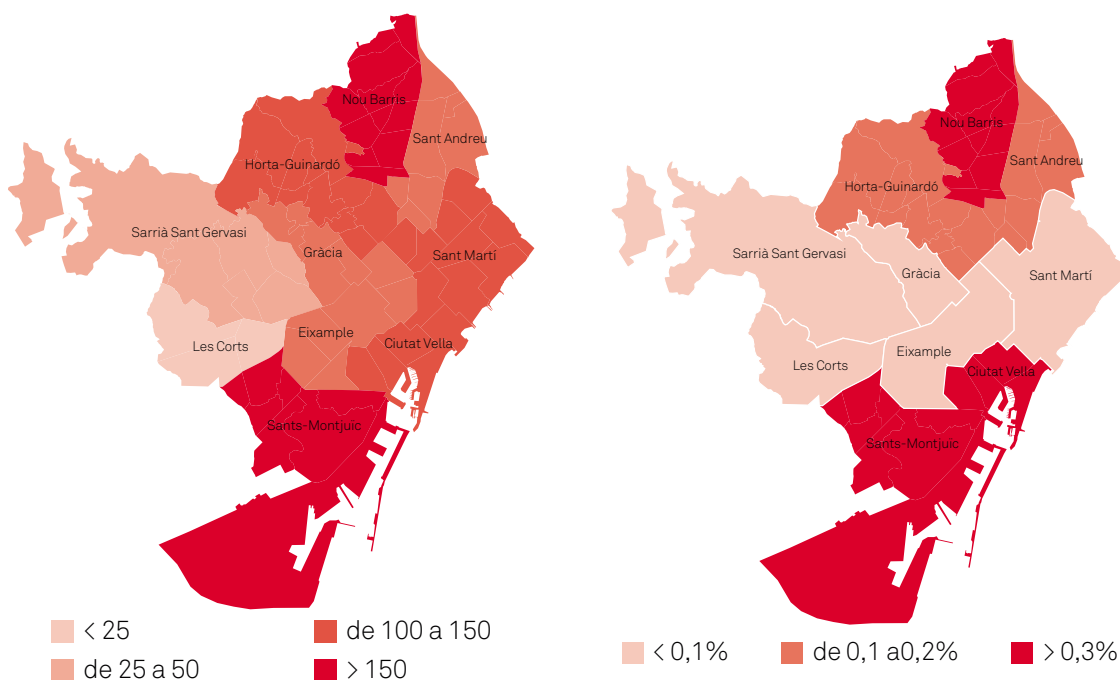 Nou Barris
Sant Andreu
Horta-Guinardó
Sarrià Sant Gervasi
Gràcia
Sant Martí
Eixample
Ciutat Vella
Les Corts
Sants-Montjuic
< 25
de 25 a 50
de 100 a 150
> 150
Nou Barris
Sant Andreu
Horta-Guinardó
Sarrià Sant Gervasi
Gràcia
Sant Martí
Eixample
Les Corts
Ciutat Vella
Sants-Montjuic
< 0,1%
de 0,1 a0,2%
> 0,3%